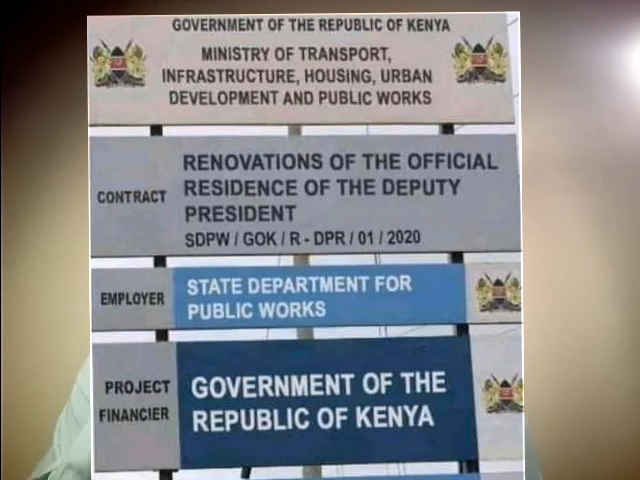 GOVERNMENT OF THE REPUBLIC OF KENYA
MINISTRY OF TRANSPORT,
INFRASTRUCTURE, HOUSING, URBAN
DEVELOPMENT AND PUBLIC WORKS
CONTRACT
RENOVATIONS OF THE OFFICIAL
RESIDENCE OF THE DEPUTY
PRESIDENT
SDPW / GOK / R - DPR / 01 / 2020
EMPLOYER
STATE DEPARTMENT FOR
PUBLIC WORKS
PROJECT
FINANCIER
GOVERNMENT OF THE
REPUBLIC OF KENYA